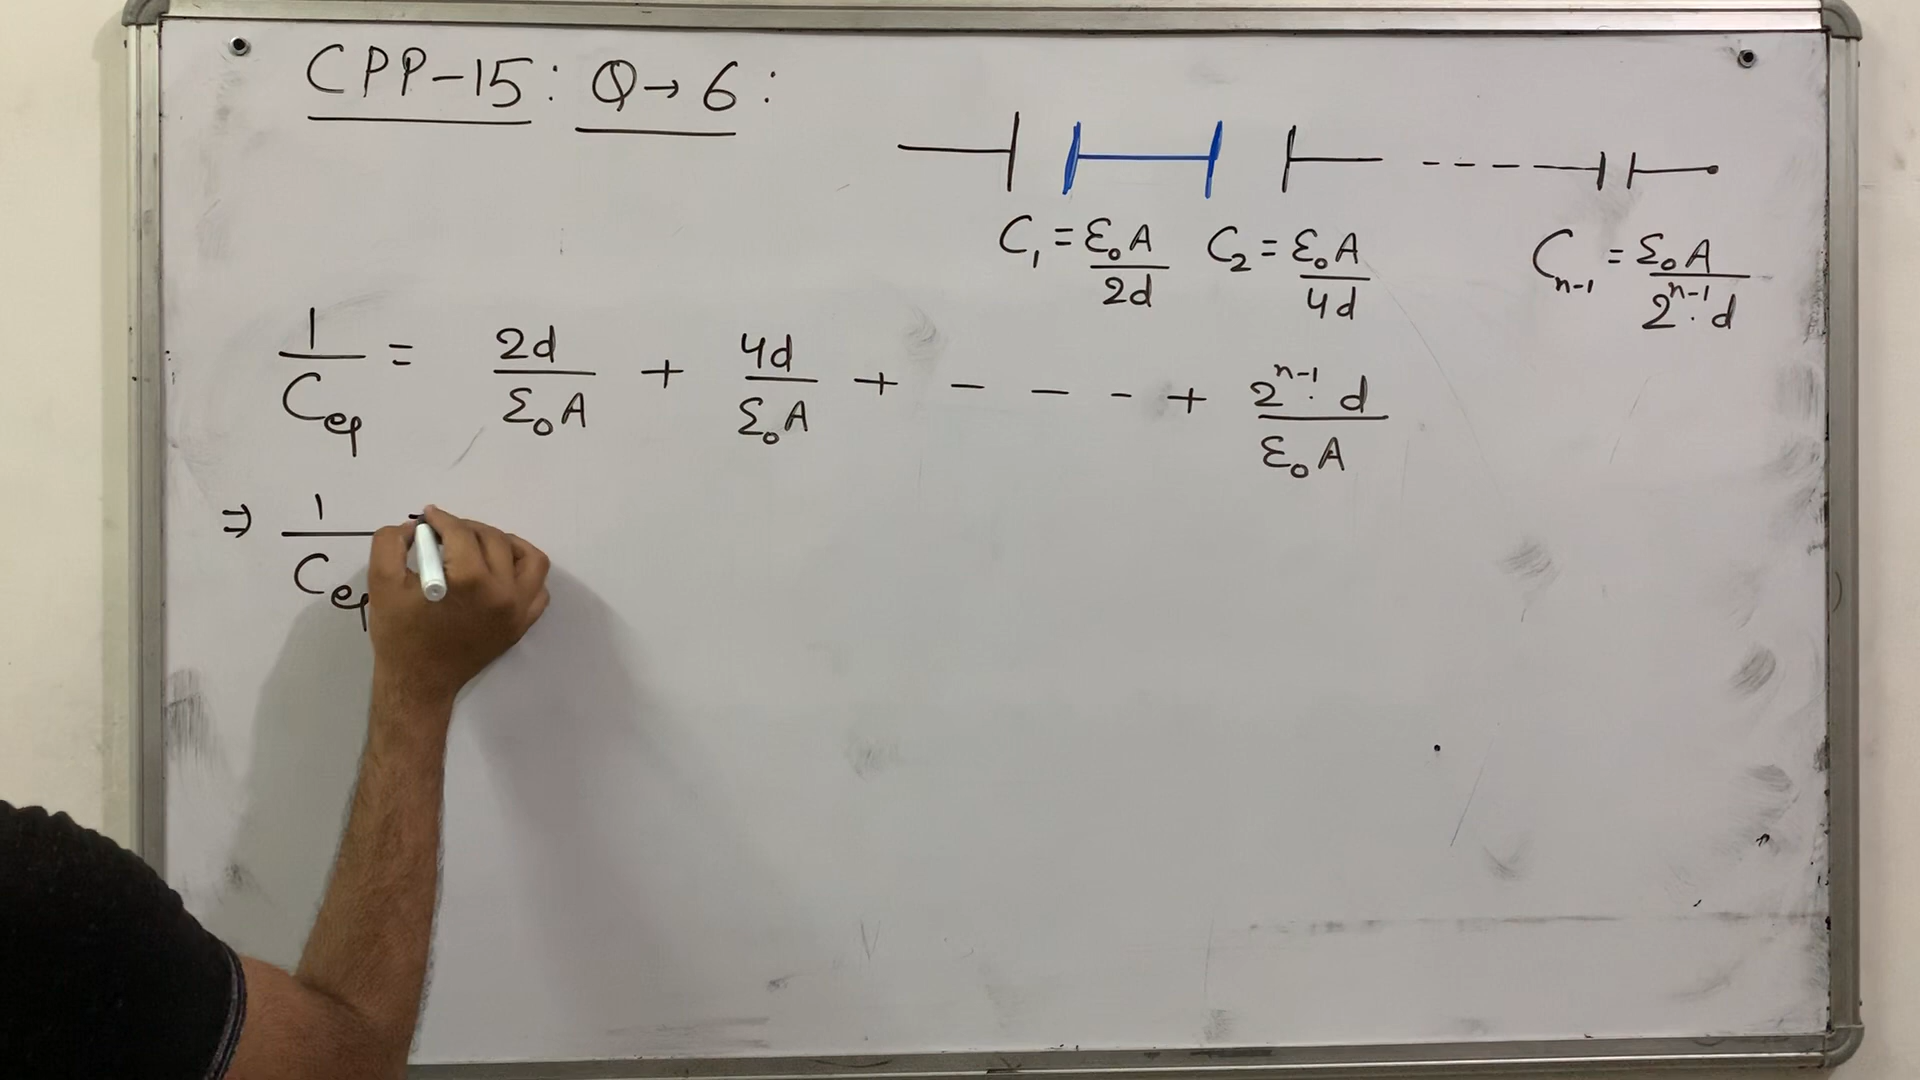 CPP-15: Q→6:
C₁ = ε₀A/2d C₂ = ε₀A/4d Cₙ₋₁ = ε₀A/2ⁿ⁻¹·d
1/Ceq = 2d/ε₀A + 4d/ε₀A + - - - - + 2ⁿ⁻¹·d/ε₀A
⇒ 1/Ceq